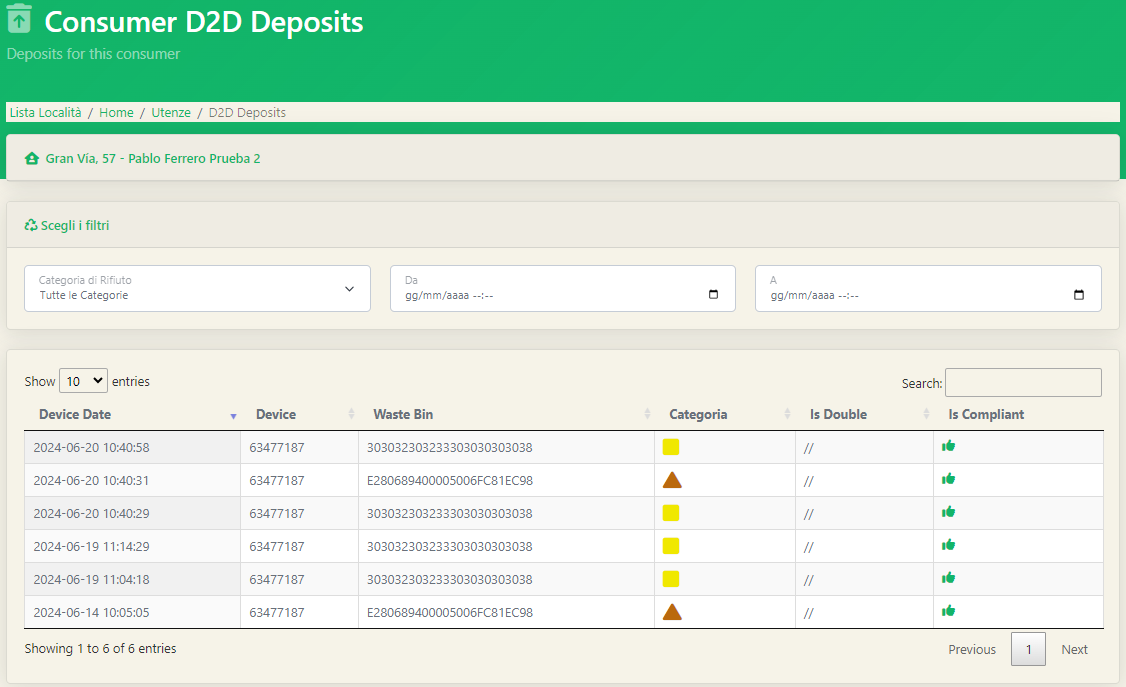 Consumer D2D Deposits
Deposits for this consumer
Lista Località / Home / Utenze / D2D Deposits
Gran Vía, 57 - Pablo Ferrero Prueba 2
Scegli i filtri
Categoria di Rifiuto
Tutte le Categorie
Da
gg/mm/aaaa --:--
A
gg/mm/aaaa --:--
Show 10 entries
Search:
Device Date Device Waste Bin Categoria Is Double Is Compliant
2024-06-20 10:40:58 63477187 303032303233303030303038 //
2024-06-20 10:40:31 63477187 E280689400005006FC81EC98 //
2024-06-20 10:40:29 63477187 303032303233303030303038 //
2024-06-19 11:14:29 63477187 303032303233303030303038 //
2024-06-19 11:04:18 63477187 303032303233303030303038 //
2024-06-14 10:05:05 63477187 E280689400005006FC81EC98 //
Showing 1 to 6 of 6 entries
Previous 1 Next